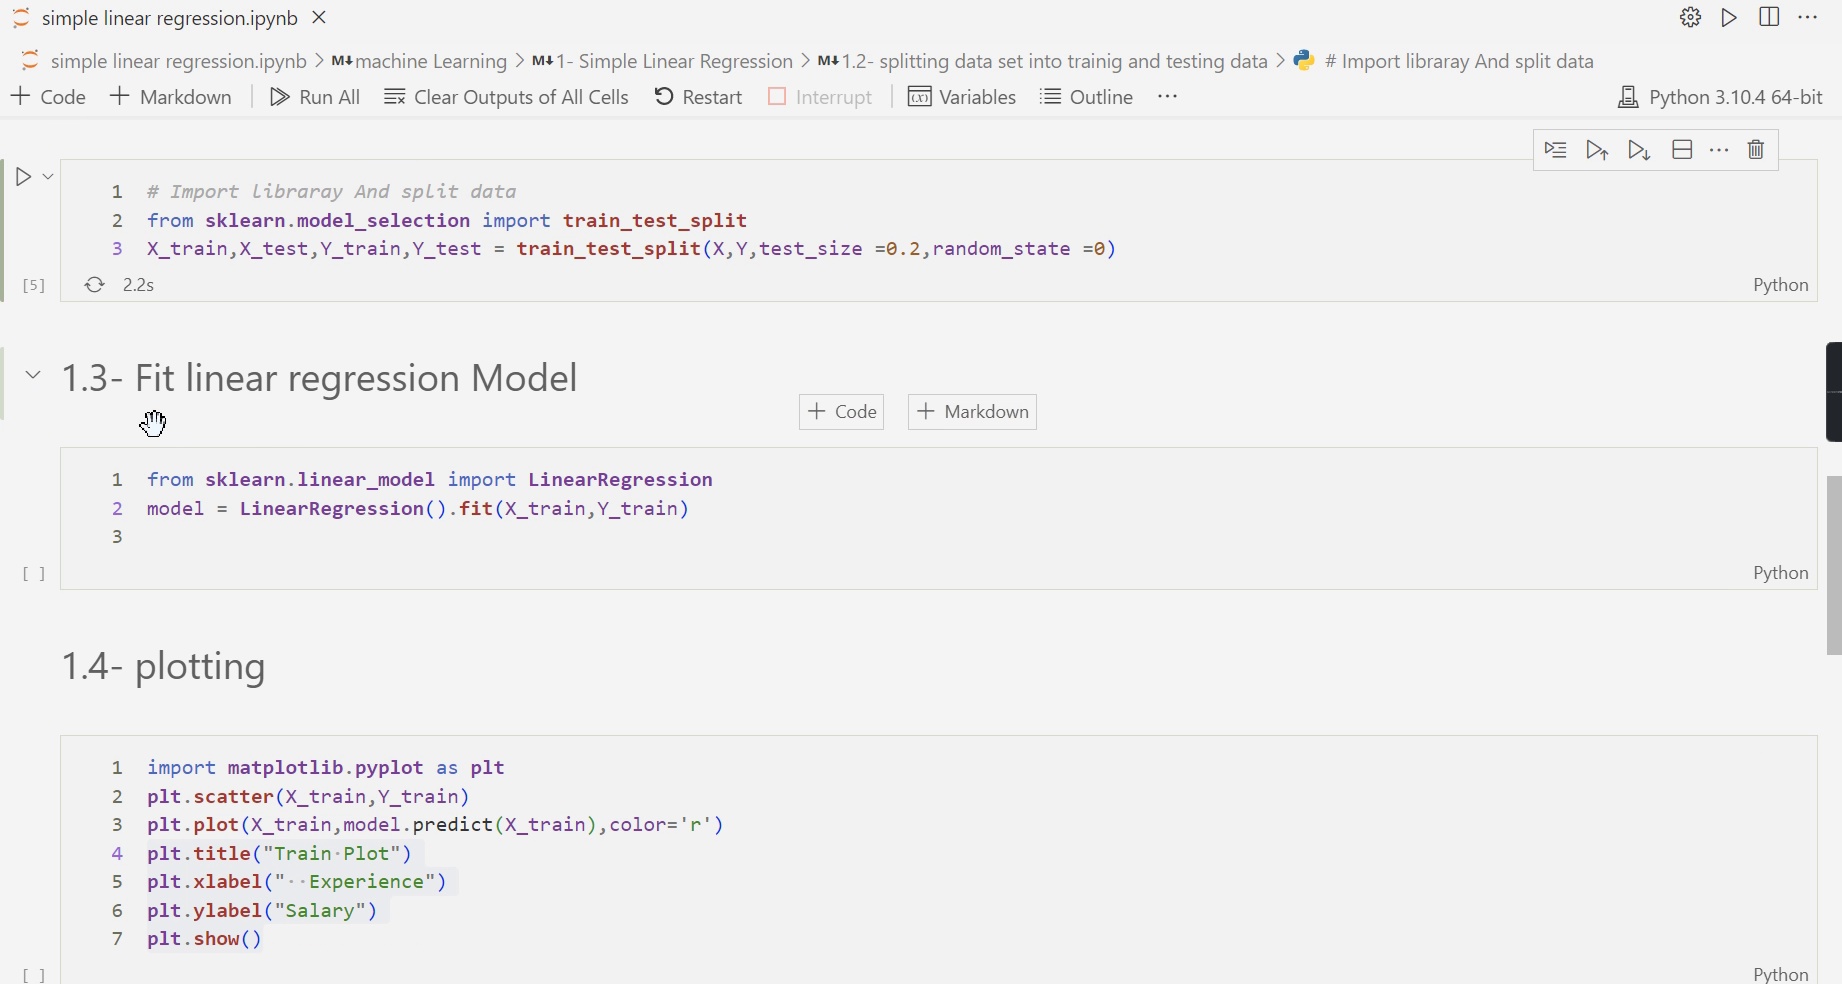 simple linear regression.ipynb
simple linear regression.ipynb > M↓ machine Learning > M↓ 1- Simple Linear Regression > M↓ 1.2- splitting data set into trainig and testing data > # Import libraray And split data
+ Code + Markdown Run All Clear Outputs of All Cells Restart Interrupt Variables Outline ··· Python 3.10.4 64-bit
1 # Import libraray And split data
2 from sklearn.model_selection import train_test_split
3 X_train,X_test,Y_train,Y_test = train_test_split(X,Y,test_size =0.2,random_state =0)
[5] 2.2s Python
1.3- Fit linear regression Model
+ Code + Markdown
1 from sklearn.linear_model import LinearRegression
2 model = LinearRegression().fit(X_train,Y_train)
3
[ ] Python
1.4- plotting
1 import matplotlib.pyplot as plt
2 plt.scatter(X_train,Y_train)
3 plt.plot(X_train,model.predict(X_train),color='r')
4 plt.title("Train·Plot")
5 plt.xlabel("··Experience")
6 plt.ylabel("Salary")
7 plt.show()
[ ] Python